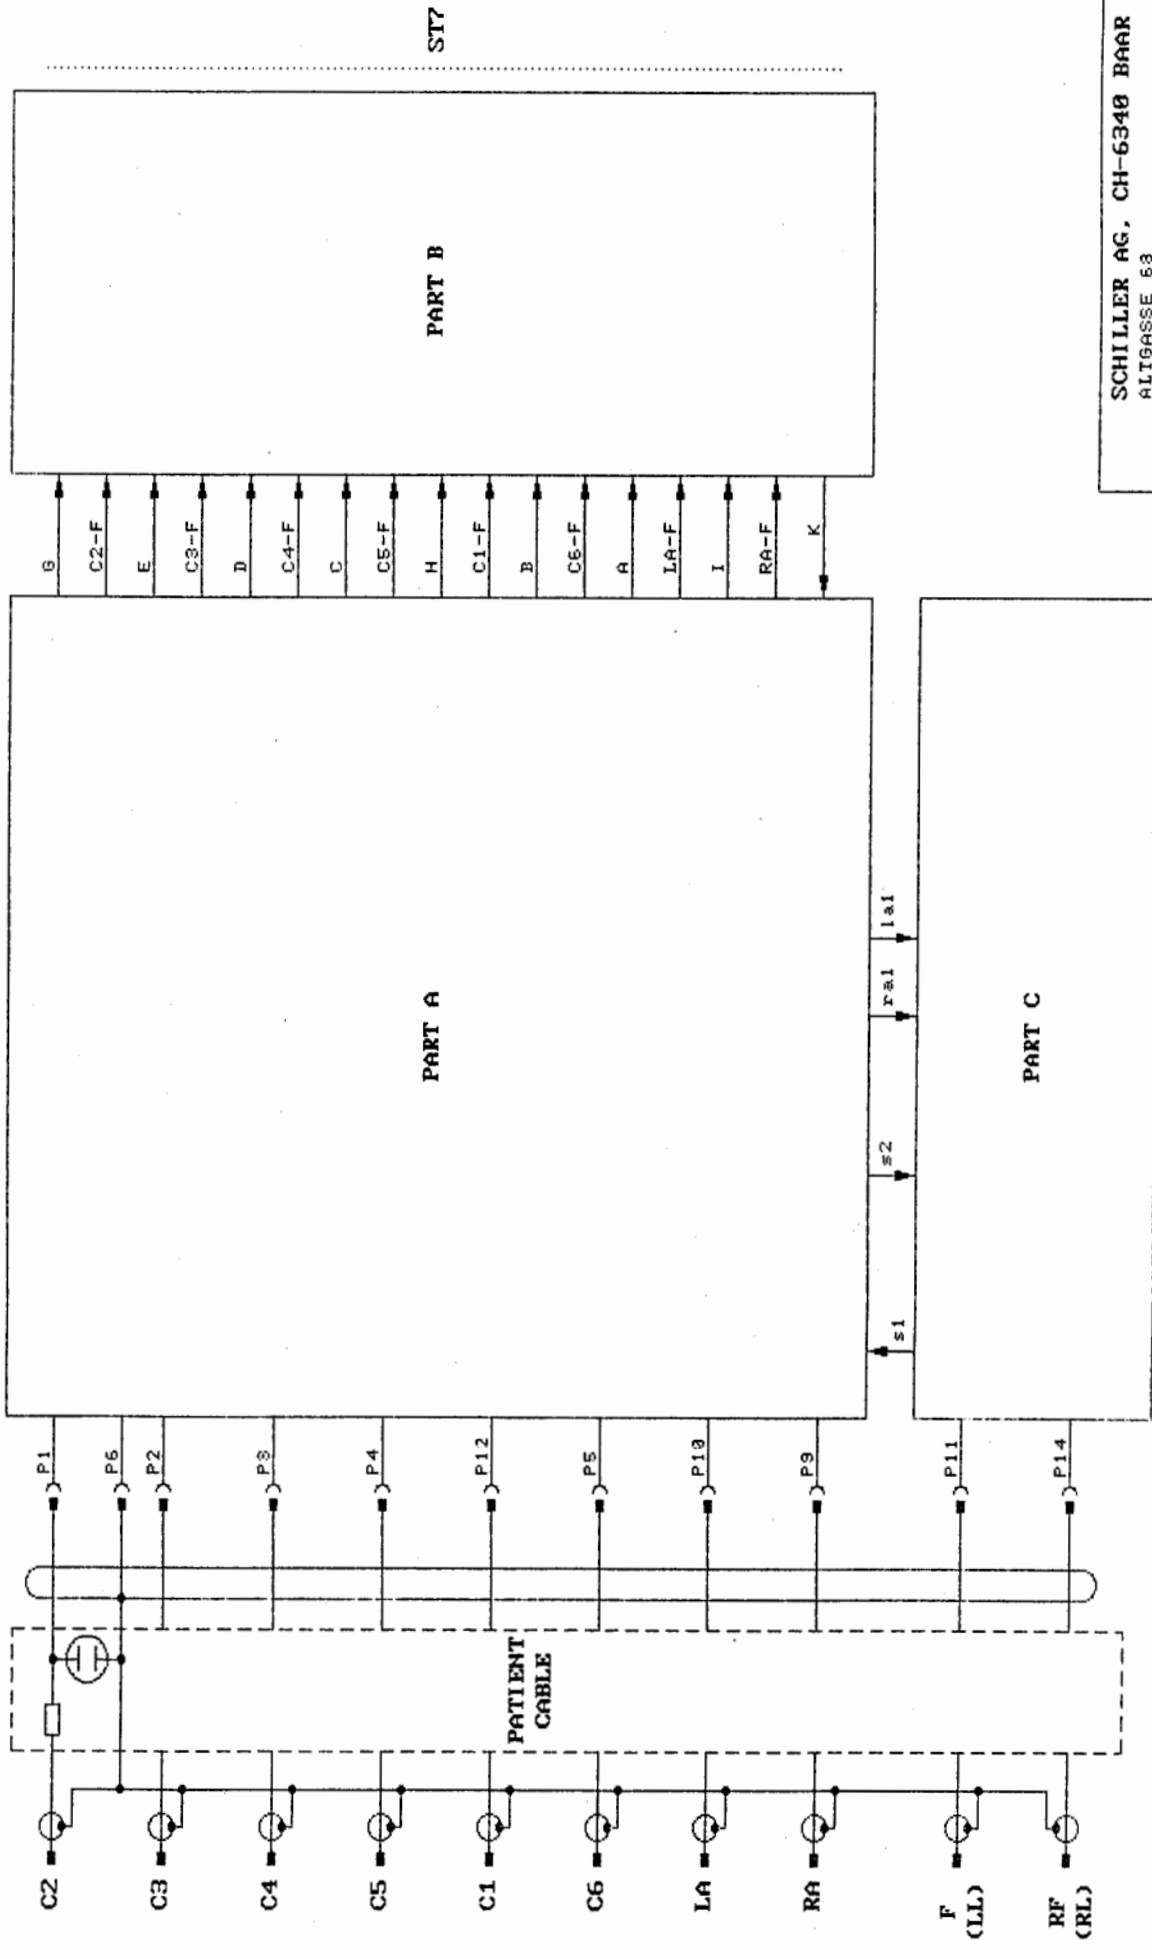 C2
C3
C4
C5
C1
C6
LA
RA
F
(LL)
RF
(RL)
PATIENT
CABLE
P1
P6
P2
P3
P4
P12
P5
P10
P9
P11
P14
PART A
s1
s2
ra1
la1
PART C
G
C2-F
E
C3-F
D
C4-F
C
C5-F
H
C1-F
B
C6-F
A
LA-F
I
RA-F
K
PART B
ST7
SCHILLER AG, CH-6340 BAAR
ALTGASSE 68